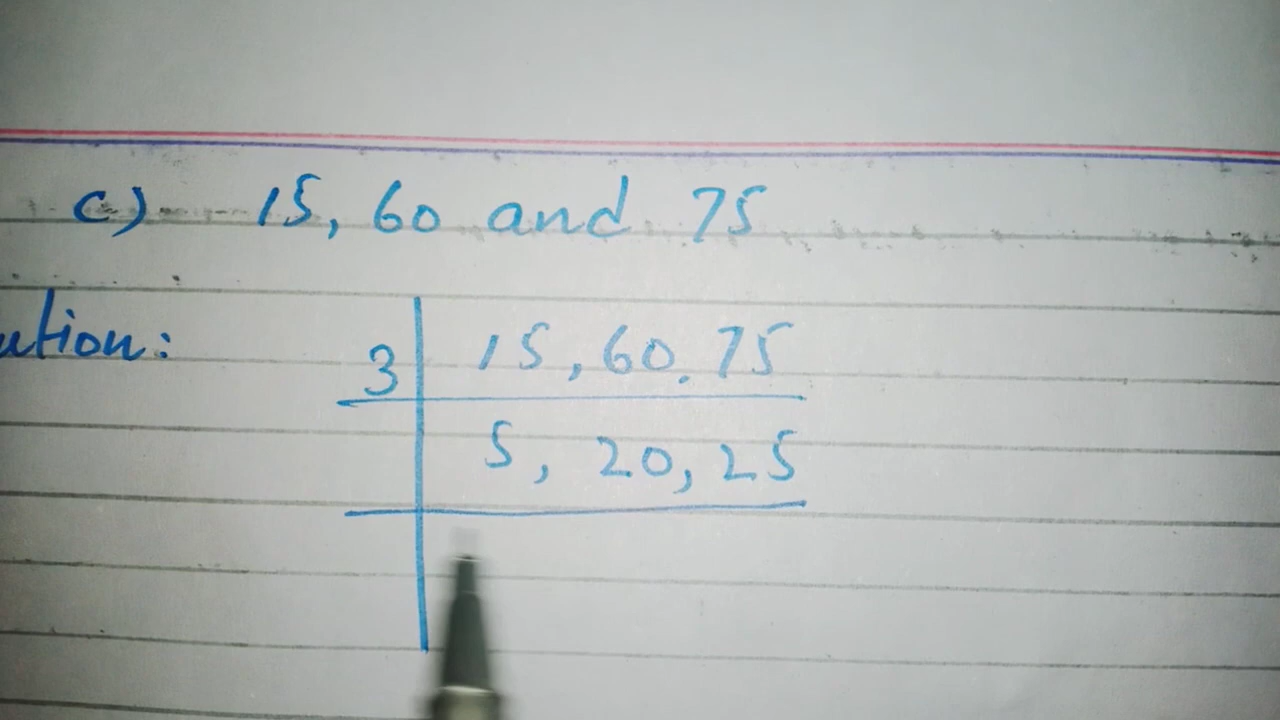 c) 15, 60 and 75
ution:
3 15, 60. 75
5, 20, 25